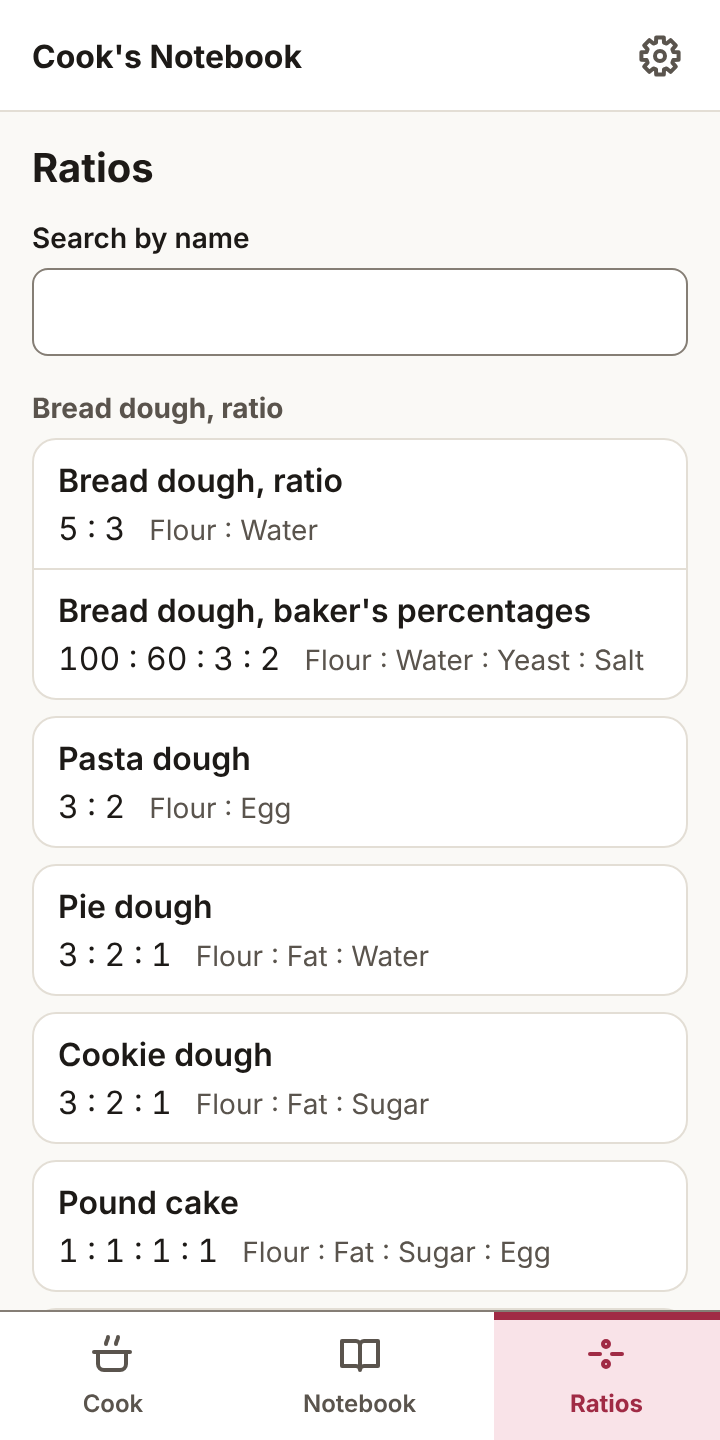 Cook's Notebook
Ratios
Search by name
Bread dough, ratio
Bread dough, ratio
5 : 3 Flour : Water
Bread dough, baker's percentages
100 : 60 : 3 : 2 Flour : Water : Yeast : Salt
Pasta dough
3 : 2 Flour : Egg
Pie dough
3 : 2 : 1 Flour : Fat : Water
Cookie dough
3 : 2 : 1 Flour : Fat : Sugar
Pound cake
1 : 1 : 1 : 1 Flour : Fat : Sugar : Egg
Cook Notebook Ratios